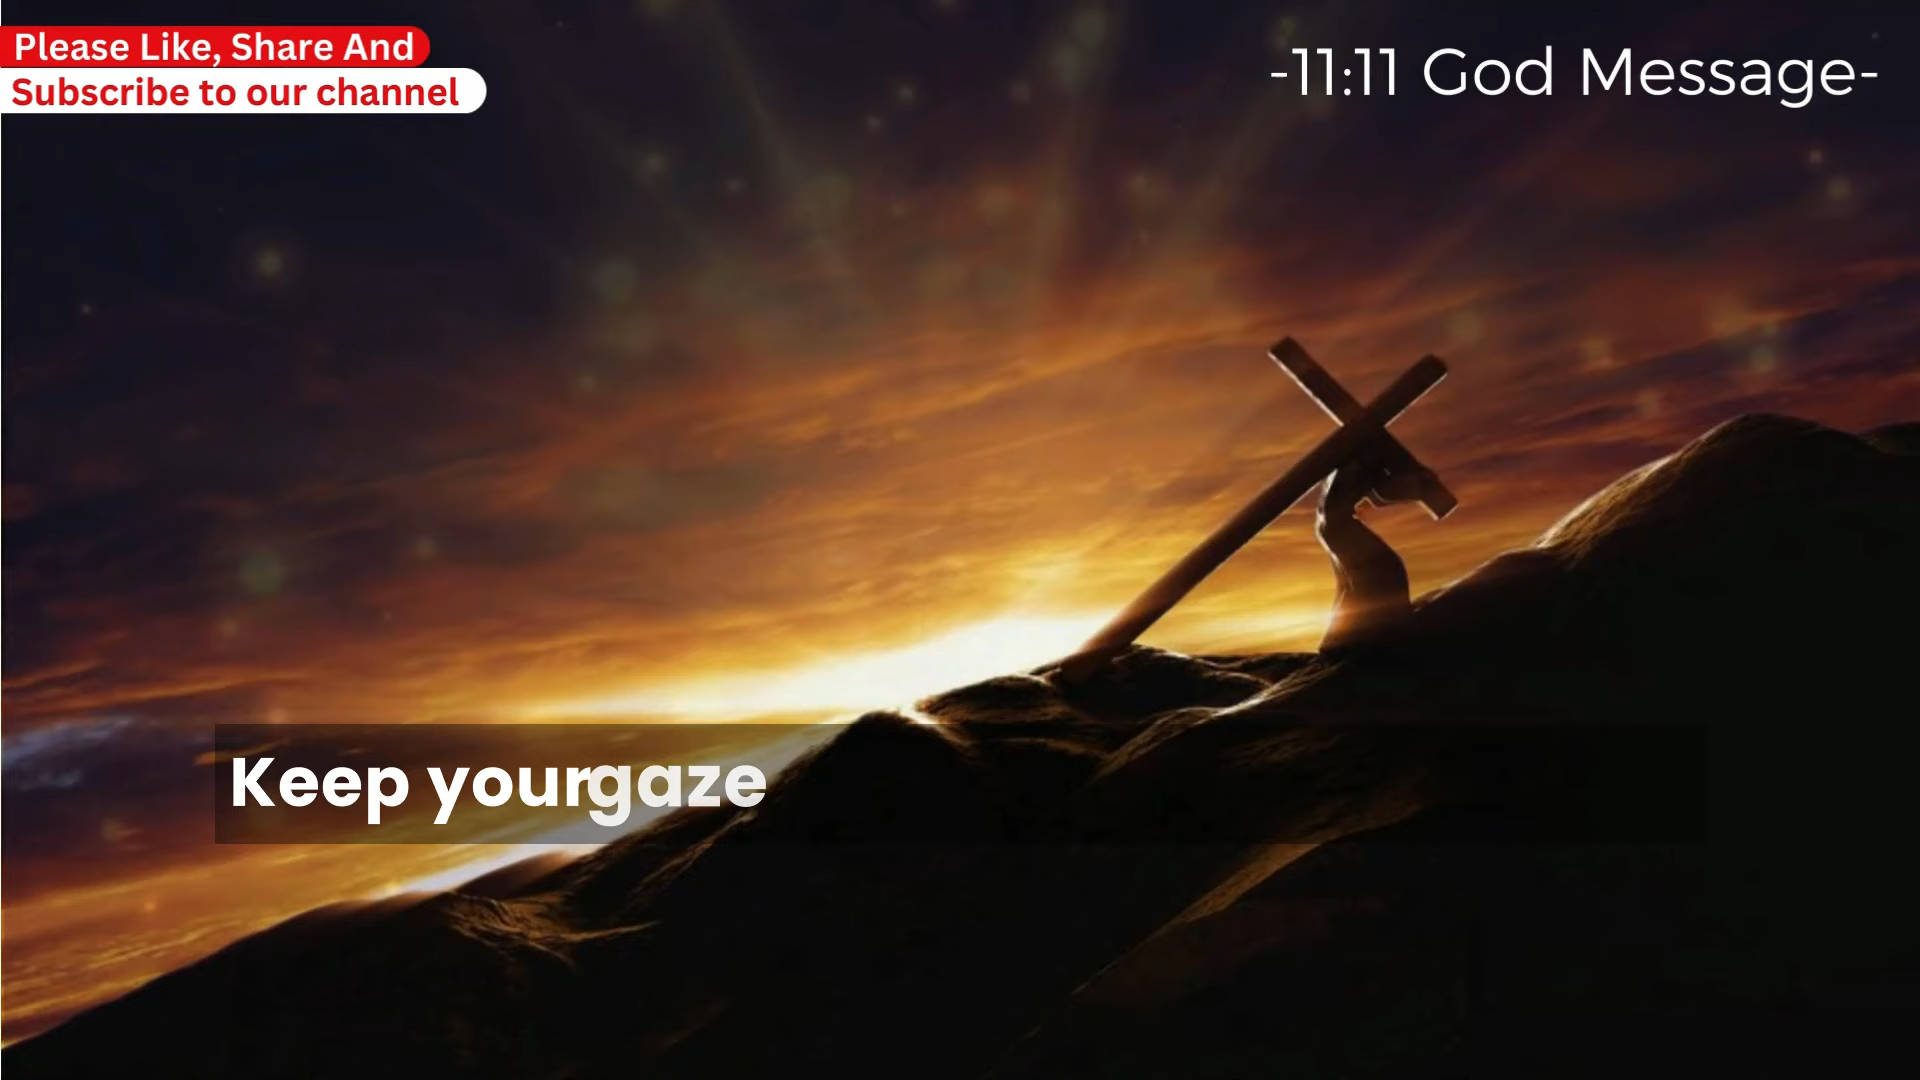 Please Like, Share And
Subscribe to our channel
-11:11 God Message-
Keep yourgaze